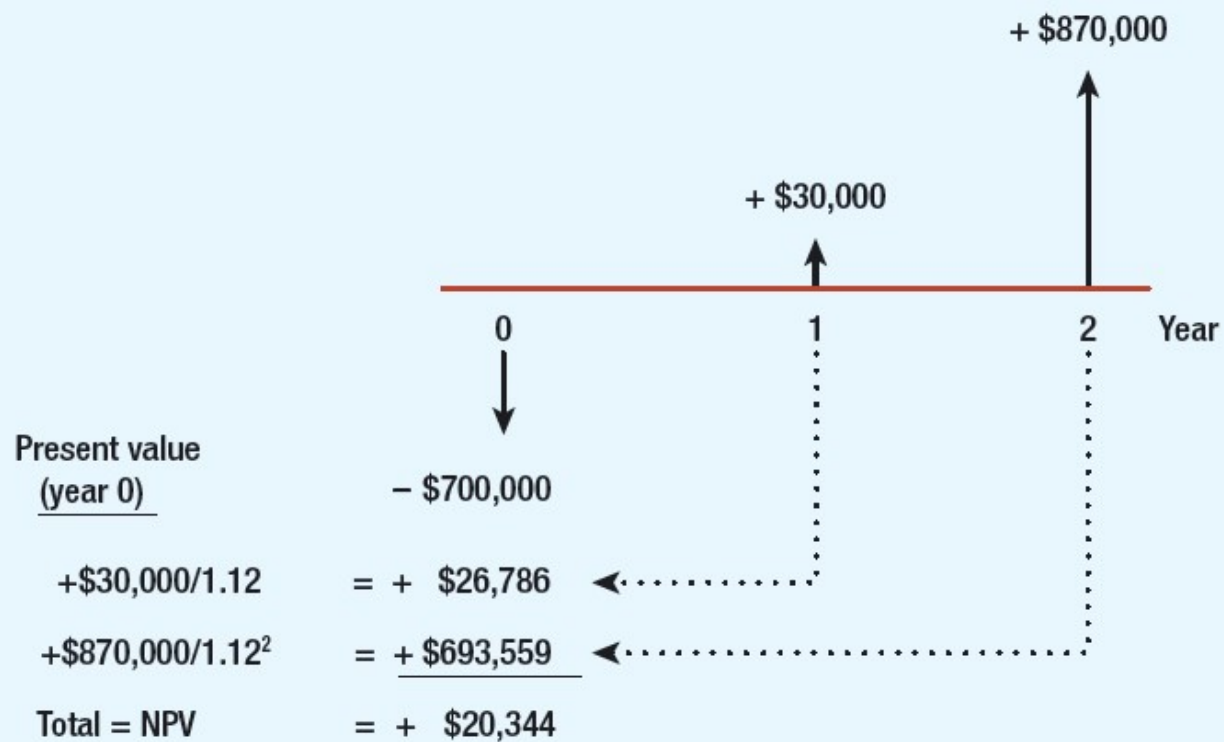 + $870,000
+ $30,000
0 1 2 Year
Present value
(year 0) – $700,000
+$30,000/1.12 = + $26,786
+$870,000/1.12² = + $693,559
Total = NPV = + $20,344